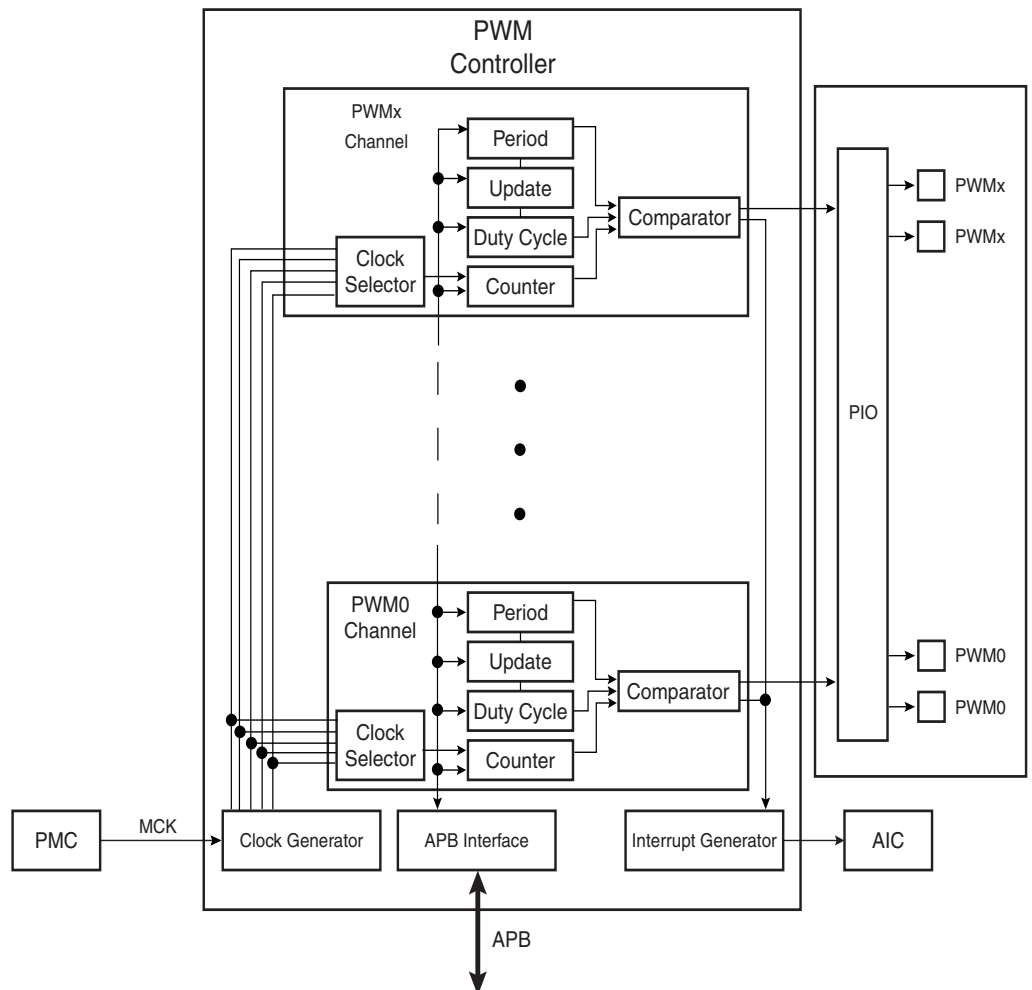 PWM
Controller
PWMx
Channel
Period
Update
Duty Cycle
Counter
Clock
Selector
Comparator
PWMx
PWMx
PIO
PWM0
Channel
Period
Update
Duty Cycle
Counter
Clock
Selector
Comparator
PWM0
PWM0
PMC
MCK
Clock Generator
APB Interface
Interrupt Generator
AIC
APB